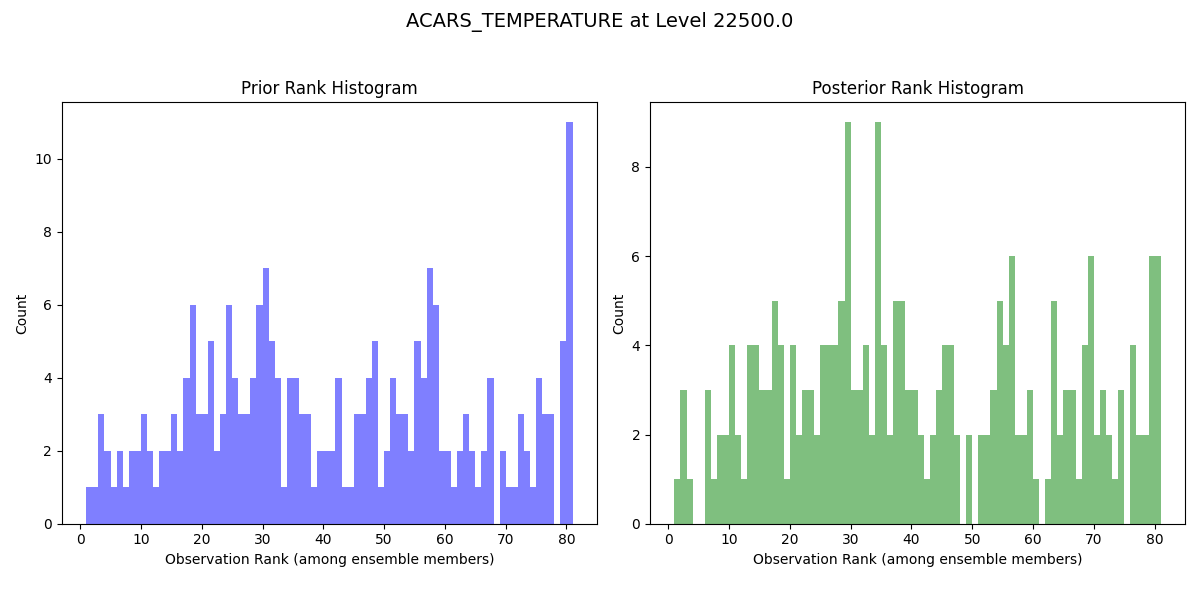 ACARS_TEMPERATURE at Level 22500.0
Prior Rank Histogram
Count
10
8
6
4
2
0
0 10 20 30 40 50 60 70 80
Observation Rank (among ensemble members)
Posterior Rank Histogram
Count
8
6
4
2
0
0 10 20 30 40 50 60 70 80
Observation Rank (among ensemble members)